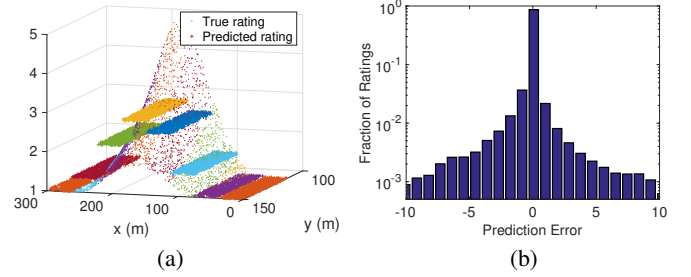 True rating
Predicted rating
5
4
3
2
1
300
200
100
0
x (m)
150
100
y (m)
(a)
10^0
10^-1
10^-2
10^-3
Fraction of Ratings
-10
-5
0
5
10
Prediction Error
(b)